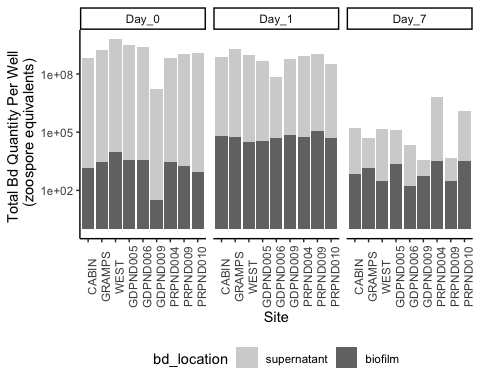 Day_0 Day_1 Day_7
Total Bd Quantity Per Well
(zoospore equivalents)
1e+08
1e+05
1e+02
CABIN GRAMPS WEST GDPND005 GDPND006 GDPND009 PRPND004 PRPND009 PRPND010 CABIN GRAMPS WEST GDPND005 GDPND006 GDPND009 PRPND004 PRPND009 PRPND010 CABIN GRAMPS WEST GDPND005 GDPND006 GDPND009 PRPND004 PRPND009 PRPND010
Site
bd_location supernatant biofilm